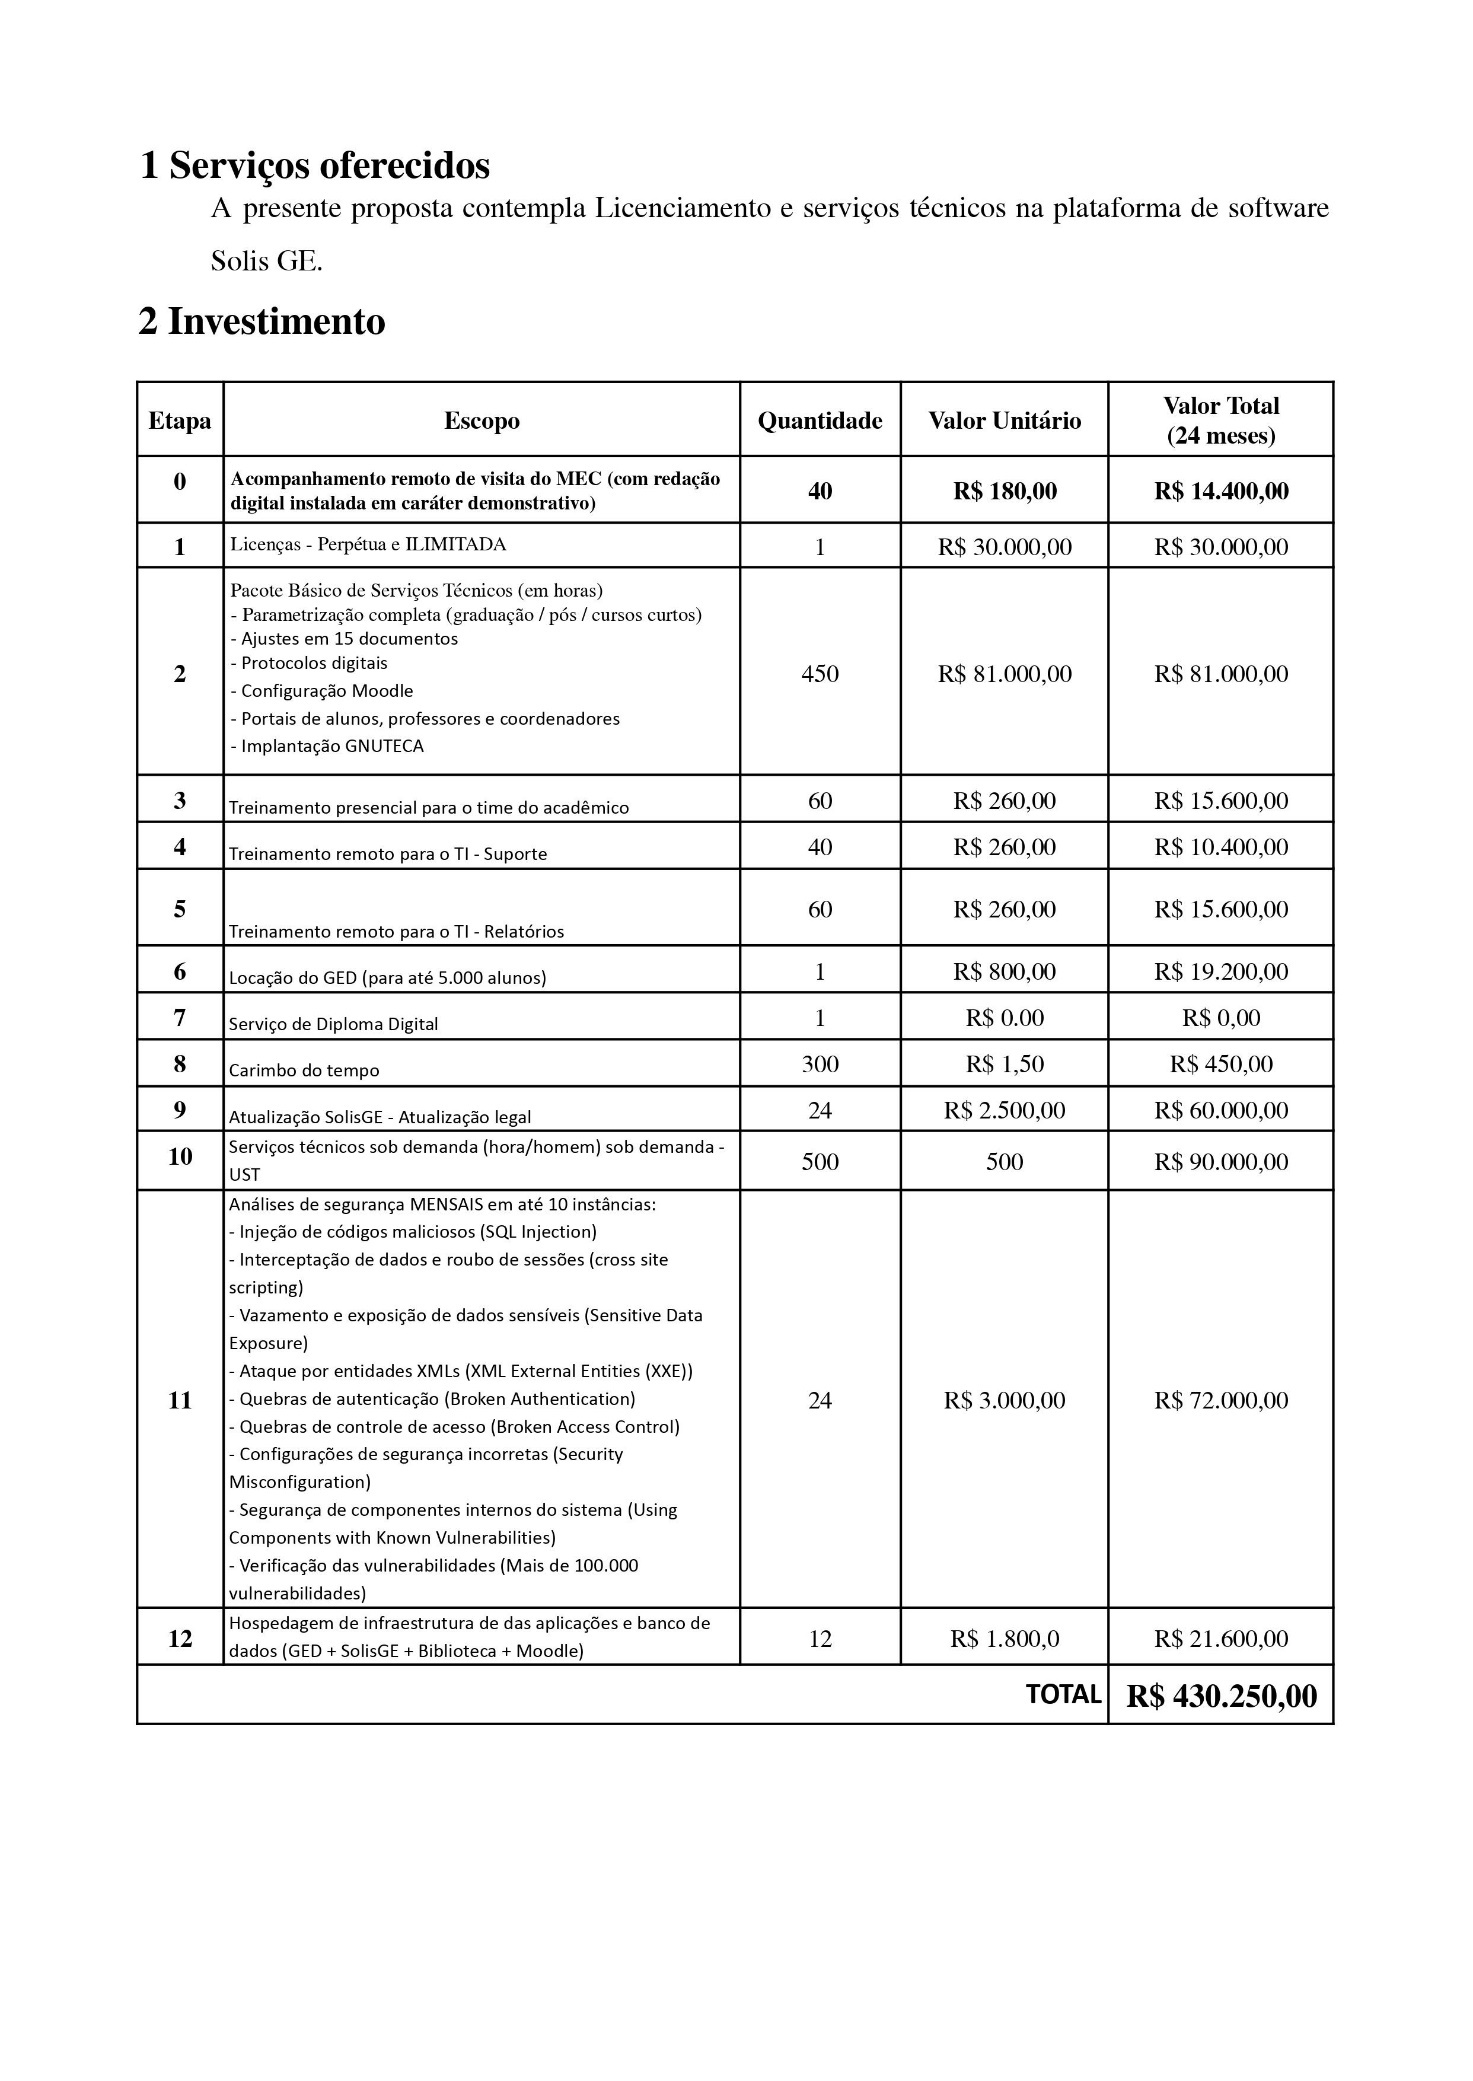 1 Serviços oferecidos
A presente proposta contempla Licenciamento e serviços técnicos na plataforma de software
Solis GE.
2 Investimento
Etapa Escopo Quantidade Valor Unitário Valor Total
(24 meses)
0 Acompanhamento remoto de visita do MEC (com redação
digital instalada em caráter demonstrativo) 40 R$ 180,00 R$ 14.400,00
1 Licenças - Perpétua e ILIMITADA 1 R$ 30.000,00 R$ 30.000,00
Pacote Básico de Serviços Técnicos (em horas)
- Parametrização completa (graduação / pós / cursos curtos)
- Ajustes em 15 documentos
- Protocolos digitais
2 450 R$ 81.000,00 R$ 81.000,00
- Configuração Moodle
- Portais de alunos, professores e coordenadores
- Implantação GNUTECA
3 Treinamento presencial para o time do acadêmico 60 R$ 260,00 R$ 15.600,00
4 Treinamento remoto para o TI - Suporte 40 R$ 260,00 R$ 10.400,00
5 Treinamento remoto para o TI - Relatórios 60 R$ 260,00 R$ 15.600,00
6 Locação do GED (para até 5.000 alunos) 1 R$ 800,00 R$ 19.200,00
7 Serviço de Diploma Digital 1 R$ 0.00 R$ 0,00
8 Carimbo do tempo 300 R$ 1,50 R$ 450,00
9 Atualização SolisGE - Atualização legal 24 R$ 2.500,00 R$ 60.000,00
10 Serviços técnicos sob demanda (hora/homem) sob demanda -
UST 500 500 R$ 90.000,00
Análises de segurança MENSAIS em até 10 instâncias:
- Injeção de códigos maliciosos (SQL Injection)
- Interceptação de dados e roubo de sessões (cross site
scripting)
- Vazamento e exposição de dados sensíveis (Sensitive Data
Exposure)
- Ataque por entidades XMLs (XML External Entities (XXE))
11 - Quebras de autenticação (Broken Authentication) 24 R$ 3.000,00 R$ 72.000,00
- Quebras de controle de acesso (Broken Access Control)
- Configurações de segurança incorretas (Security
Misconfiguration)
- Segurança de componentes internos do sistema (Using
Components with Known Vulnerabilities)
- Verificação das vulnerabilidades (Mais de 100.000
vulnerabilidades)
12 Hospedagem de infraestrutura de das aplicações e banco de
dados (GED + SolisGE + Biblioteca + Moodle) 12 R$ 1.800,0 R$ 21.600,00
TOTAL R$ 430.250,00